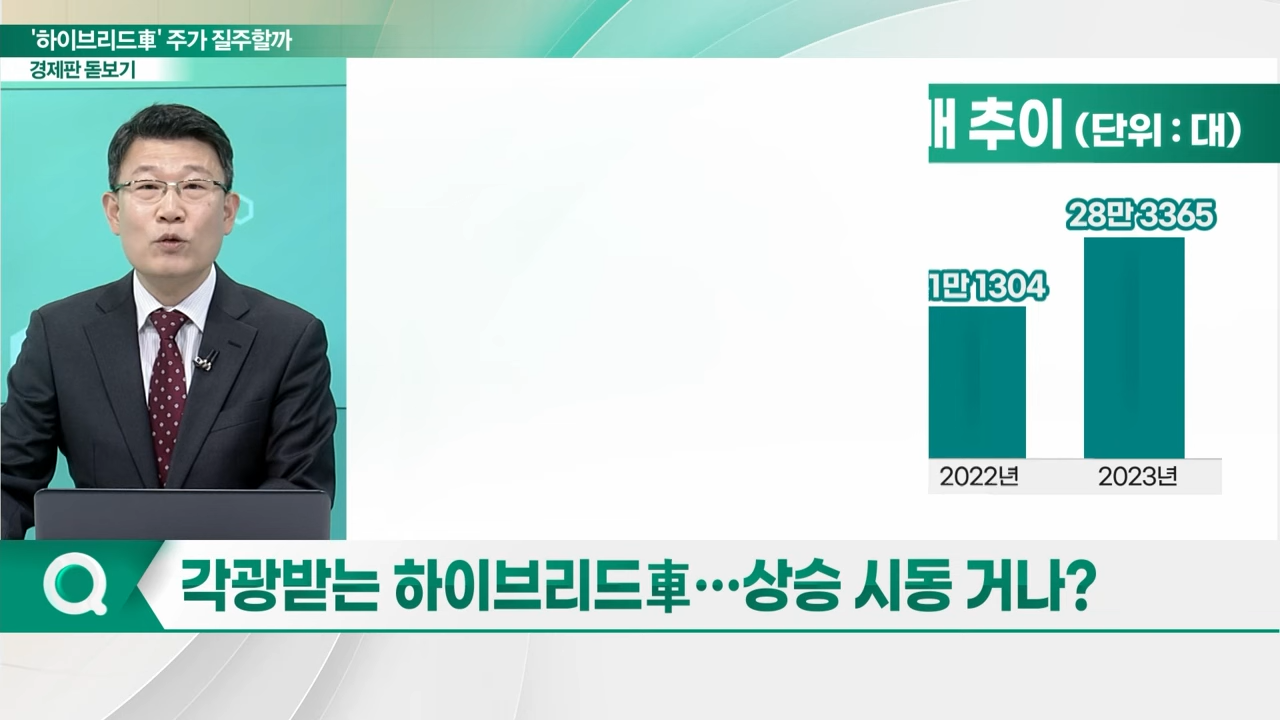 '하이브리드車' 주가 질주할까
경제판 돋보기
추이 (단위 : 대)
28만 3365
1만 1304
2022년
2023년
각광받는 하이브리드車…상승 시동 거나?